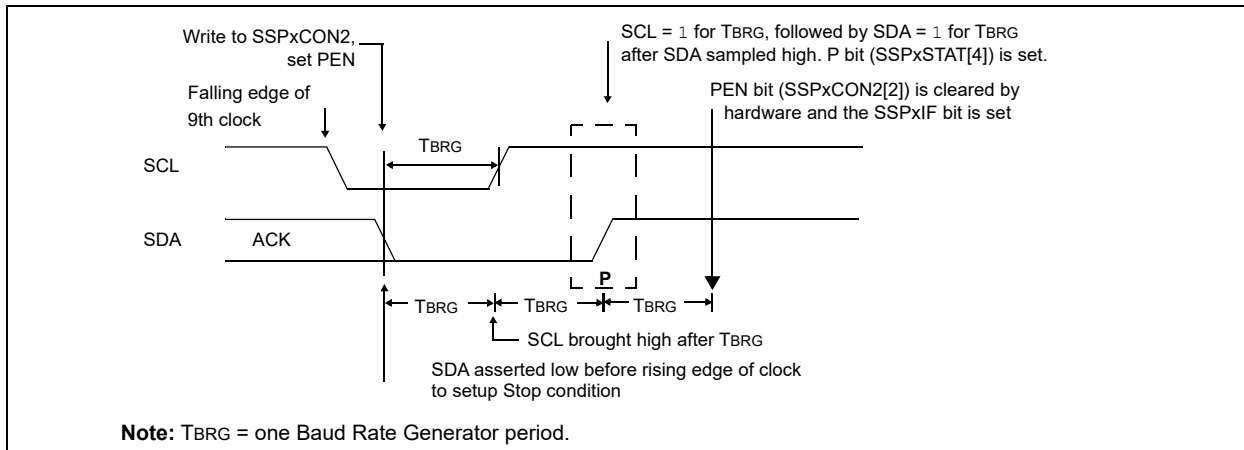 Write to SSPxCON2,
set PEN
SCL = 1 for TBRG, followed by SDA = 1 for TBRG
after SDA sampled high. P bit (SSPxSTAT[4]) is set.
Falling edge of
9th clock
PEN bit (SSPxCON2[2]) is cleared by
hardware and the SSPxIF bit is set
TBRG
SCL
SDA
ACK
P
TBRG
TBRG
TBRG
SCL brought high after TBRG
SDA asserted low before rising edge of clock
to setup Stop condition
Note: TBRG = one Baud Rate Generator period.